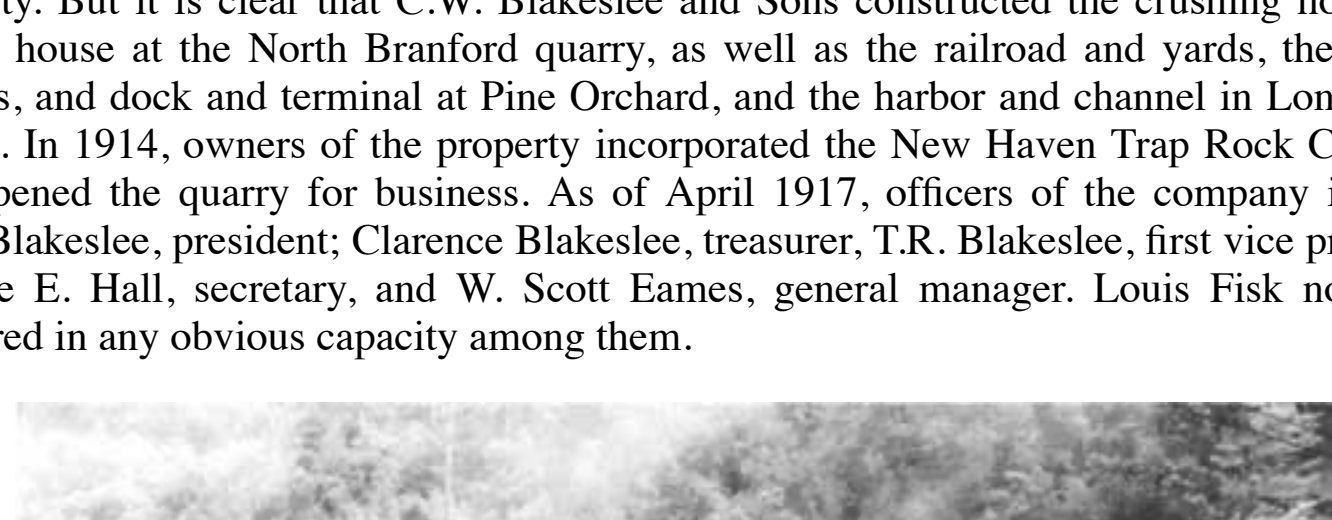 ty. But it is clear that C.W. Blakeslee and Sons constructed the crushing
house at the North Branford quarry, as well as the railroad and yards, the
s, and dock and terminal at Pine Orchard, and the harbor and channel in Lon
. In 1914, owners of the property incorporated the New Haven Trap Rock C
pened the quarry for business. As of April 1917, officers of the company i
Blakeslee, president; Clarence Blakeslee, treasurer, T.R. Blakeslee, first vice pr
e E. Hall, secretary, and W. Scott Eames, general manager. Louis Fisk no
red in any obvious capacity among them.